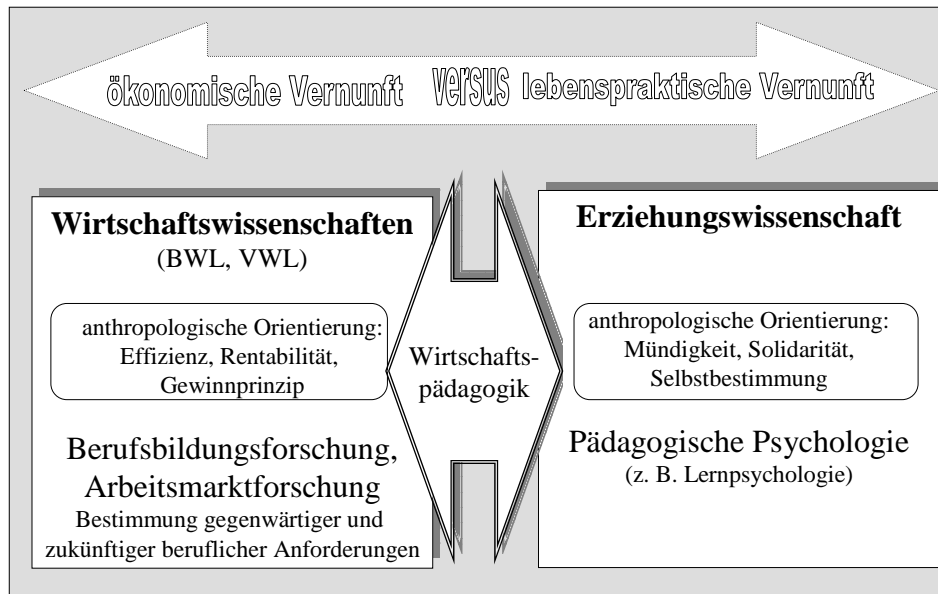 ökonomische Vernunft versus lebenspraktische Vernunft
Wirtschaftswissenschaften
(BWL, VWL)
anthropologische Orientierung:
Effizienz, Rentabilität,
Gewinnprinzip
Berufsbildungsforschung,
Arbeitsmarktforschung
Bestimmung gegenwärtiger und
zukünftiger beruflicher Anforderungen
Wirtschafts-
pädagogik
Erziehungswissenschaft
anthropologische Orientierung:
Mündigkeit, Solidarität,
Selbstbestimmung
Pädagogische Psychologie
(z. B. Lernpsychologie)